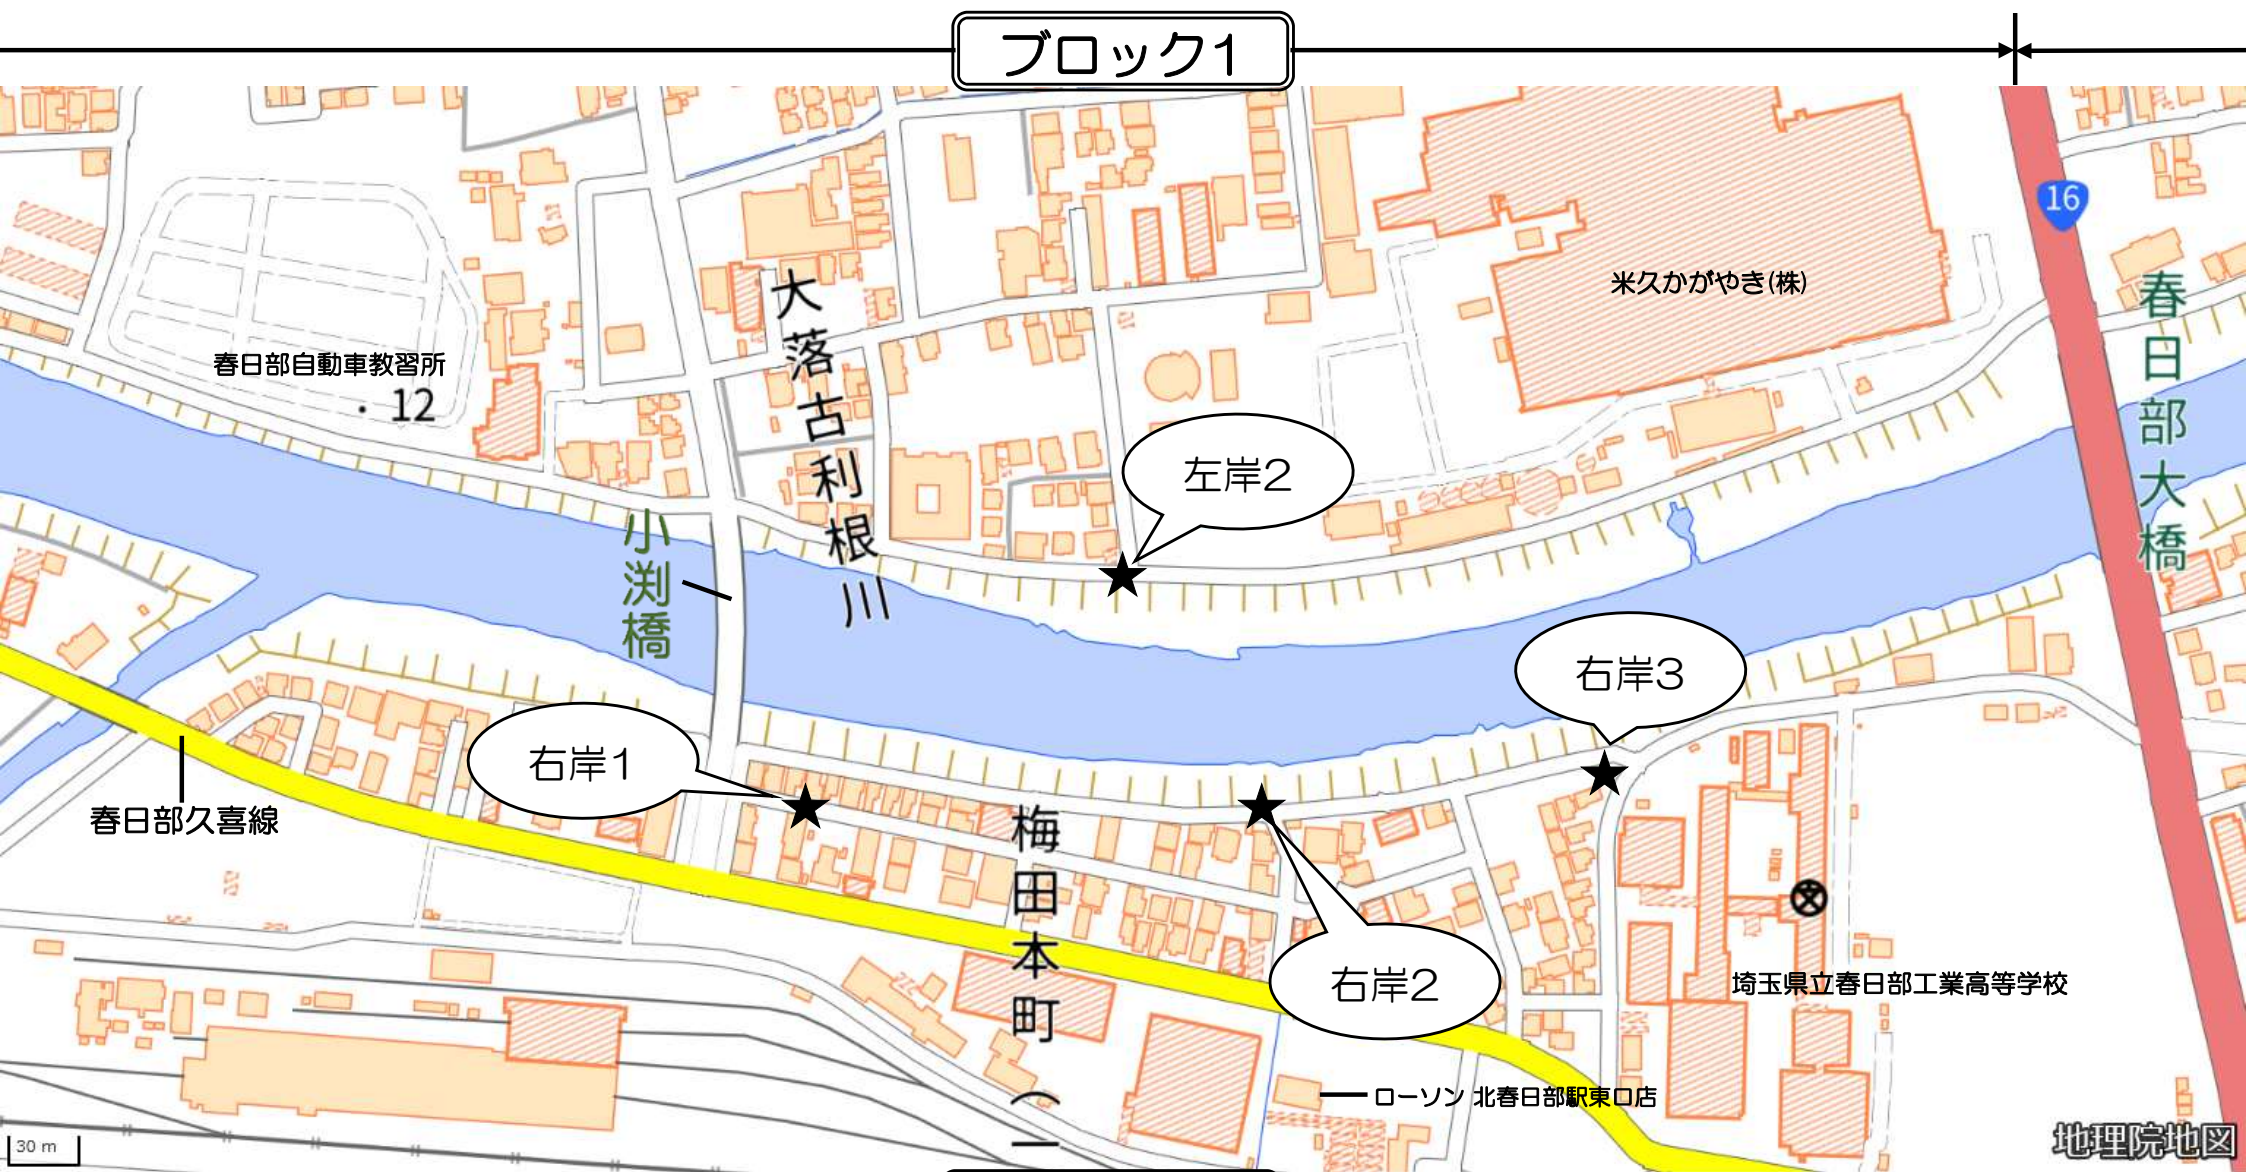 ブロック1
16
米久かがやき(株)
春日部大橋
大落古利根川
春日部自動車教習所
・12
左岸2
小渕橋
右岸3
右岸1
春日部久喜線
梅田本町(一
右岸2
埼玉県立春日部工業高等学校
ローソン 北春日部駅東口店
30 m
地理院地図